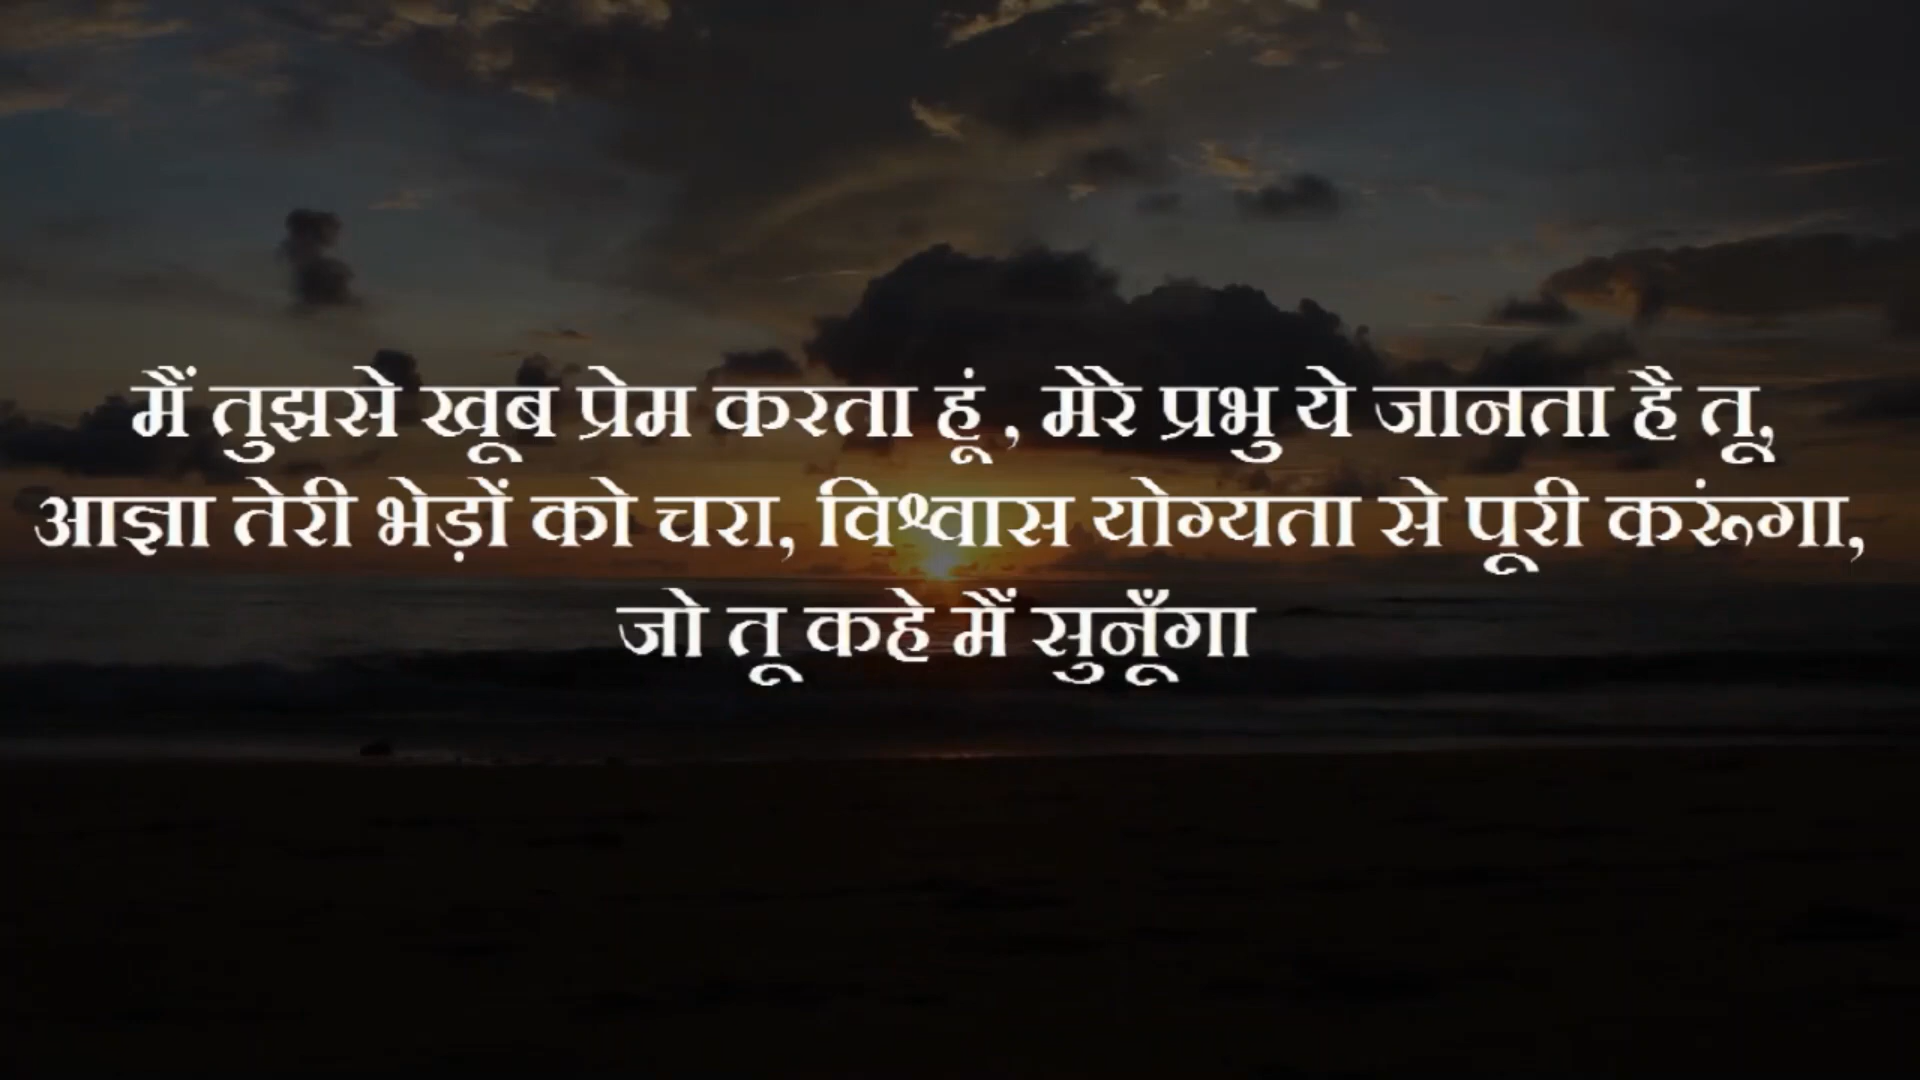 मैं तुझसे खूब प्रेम करता हूं , मेरे प्रभु ये जानता है तू,
आज्ञा तेरी भेड़ों को चरा, विश्वास योग्यता से पूरी करूंगा,
जो तू कहे मैं सुनूँगा